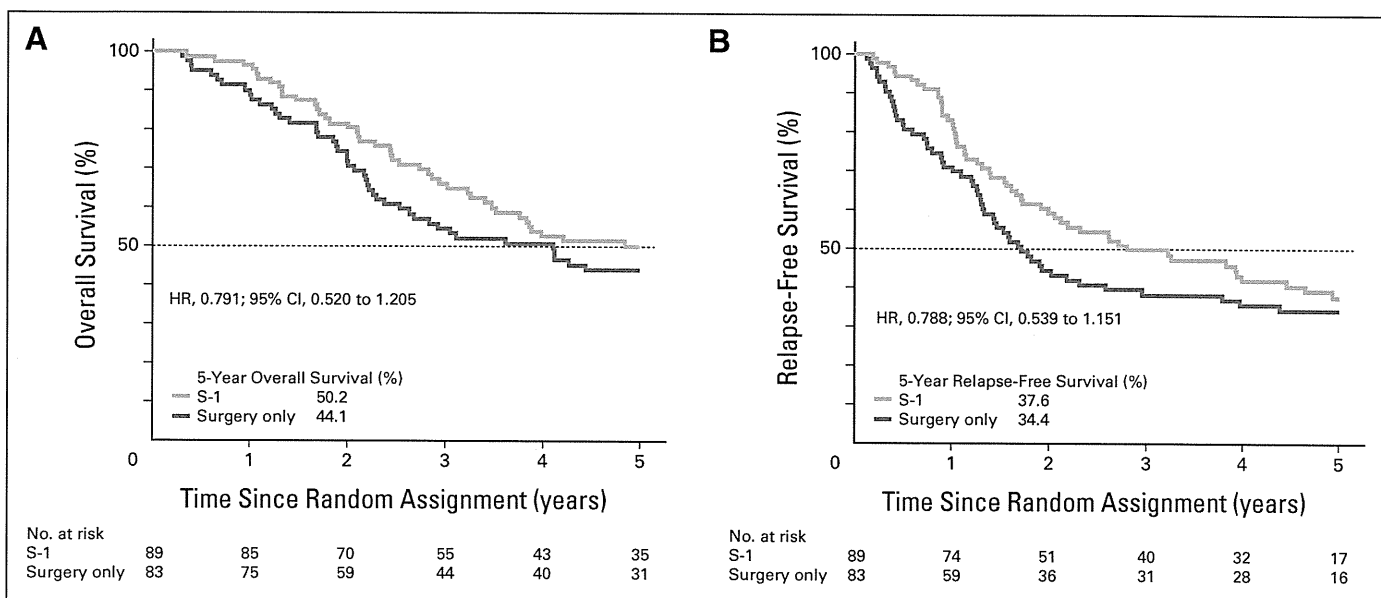 A
100
50
0
Overall Survival (%)
HR, 0.791; 95% CI, 0.520 to 1.205
5-Year Overall Survival (%)
S-1 50.2
Surgery only 44.1
1 2 3 4 5
Time Since Random Assignment (years)
No. at risk
S-1 89 85 70 55 43 35
Surgery only 83 75 59 44 40 31
B
100
50
0
Relapse-Free Survival (%)
HR, 0.788; 95% CI, 0.539 to 1.151
5-Year Relapse-Free Survival (%)
S-1 37.6
Surgery only 34.4
1 2 3 4 5
Time Since Random Assignment (years)
No. at risk
S-1 89 74 51 40 32 17
Surgery only 83 59 36 31 28 16